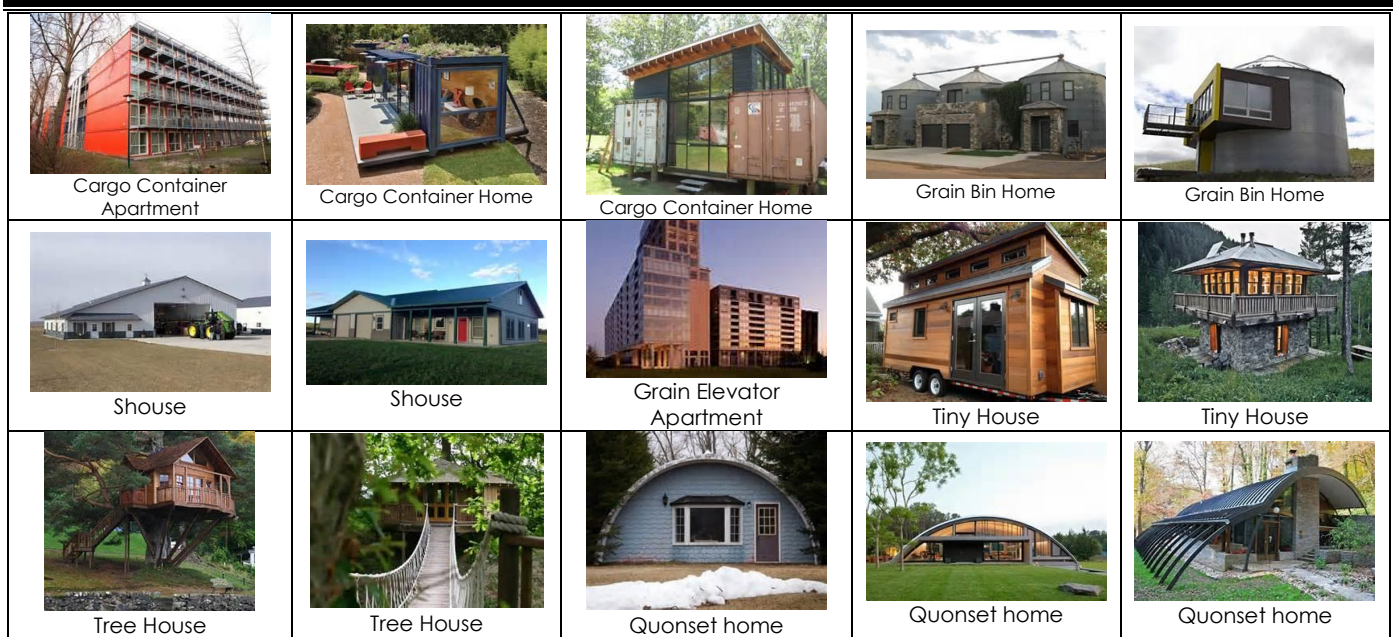 Cargo Container
Apartment
Cargo Container Home
Cargo Container Home
Grain Bin Home
Grain Bin Home
Shouse
Shouse
Grain Elevator
Apartment
Tiny House
Tiny House
Tree House
Tree House
Quonset home
Quonset home
Quonset home